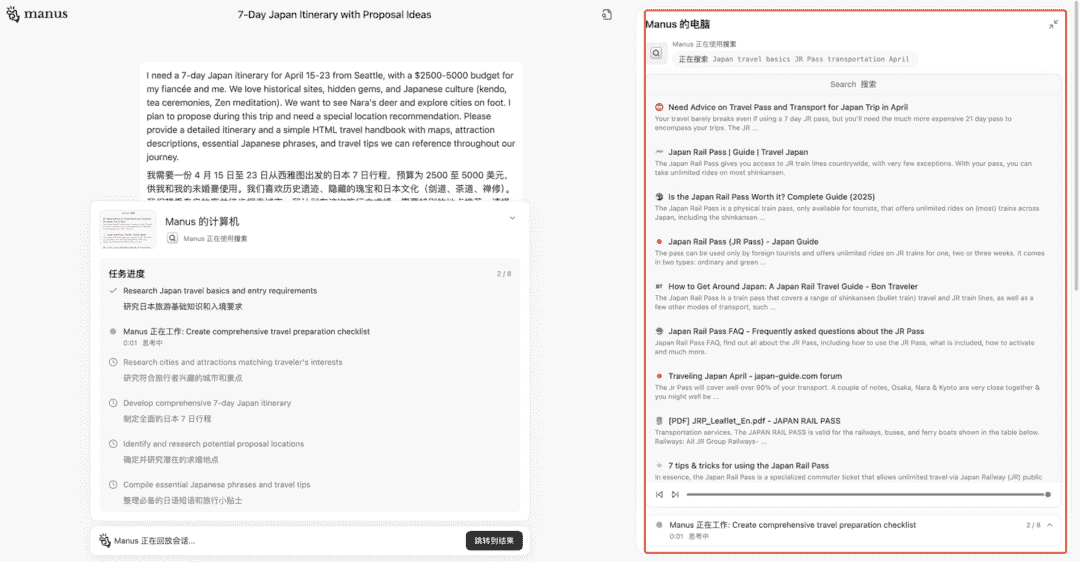 manus
7-Day Japan Itinerary with Proposal Ideas
I need a 7-day Japan itinerary for April 15-23 from Seattle, with a $2500-5000 budget for
my fiancée and me. We love historical sites, hidden gems, and Japanese culture (kendo,
tea ceremonies, Zen meditation). We want to see Nara's deer and explore cities on foot. I
plan to propose during this trip and need a special location recommendation. Please
provide a detailed itinerary and a simple HTML travel handbook with maps, attraction
descriptions, essential Japanese phrases, and travel tips we can reference throughout our
journey.
我需要一份 4 月 15 日至 23 日从西雅图出发的日本 7 日行程，预算为 2500 至 5000 美元，
供我和我的未婚妻使用。我们喜欢历史遗迹、隐藏的瑰宝和日本文化（剑道、茶道、禅修）。
Manus 的计算机
Manus 正在使用搜索
任务进度
2 / 8
Research Japan travel basics and entry requirements
研究日本旅游基础知识和入境要求
Manus 正在工作: Create comprehensive travel preparation checklist
0:01 思考中
Research cities and attractions matching traveler's interests
研究符合旅行者兴趣的城市和景点
Develop comprehensive 7-day Japan itinerary
制定全面的日本 7 日行程
Identify and research potential proposal locations
确定并研究潜在的求婚地点
Compile essential Japanese phrases and travel tips
整理必备的日语短语和旅行小贴士
Manus 正在回放会话...
跳转到结果
Manus 的电脑
Manus 正在使用搜索
正在搜索 Japan travel basics JR Pass transportation April
Search 搜索
Need Advice on Travel Pass and Transport for Japan Trip in April
Your travel barely breaks even if using a 7 day JR pass, but you'll need the much more expensive 21 day pass to
encompass your trips. The JR ...
Japan Rail Pass | Guide | Travel Japan
The Japan Rail Pass gives you access to JR train lines countrywide, with very few exceptions. With your pass, you can
take unlimited rides on most shinkansen.
Is the Japan Rail Pass Worth it? Complete Guide (2025)
The Japan Rail Pass is a physical train pass, only available for tourists, that offers unlimited rides on (most) trains across
Japan, including the shinkansen ...
Japan Rail Pass (JR Pass) - Japan Guide
The pass can be used only by foreign tourists and offers unlimited rides on JR trains for one, two or three weeks. It comes
in two types: ordinary and green ...
How to Get Around Japan: A Japan Rail Travel Guide - Bon Traveler
The Japan Rail Pass is a train pass that covers a range of shinkansen (bullet train) travel and JR train lines, as well as a
few other modes of transport, such ...
Japan Rail Pass FAQ - Frequently asked questions about the JR Pass
Japan Rail Pass FAQ, find out all about the JR Pass, including how to use the JR Pass, what is included, how to activate
and much more.
Traveling Japan April - japan-guide.com forum
The Jr Pass will cover well over 90% of your transport. A couple of notes, Osaka, Nara & Kyoto are very close together &
you might well be ...
[PDF] JRP_Leaflet_En.pdf - JAPAN RAIL PASS
Transportation services. The JAPAN RAIL PASS is valid for the railways, buses, and ferry boats shown in the table below.
Railways: All JR Group Railways- ...
7 tips & tricks for using the Japan Rail Pass
In essence, the Japan Rail Pass is a specialized commuter ticket that allows unlimited travel via Japan Railway (JR) public
Manus 正在工作: Create comprehensive travel preparation checklist
2 / 8
0:01 思考中